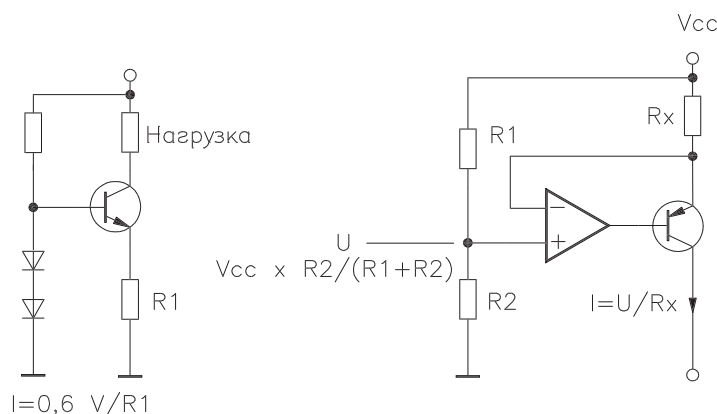 Vcc
Rx
R1
Нагрузка
U
Vcc x R2/(R1+R2)
R1
R2
I=U/Rx
I=0,6 V/R1
−
+